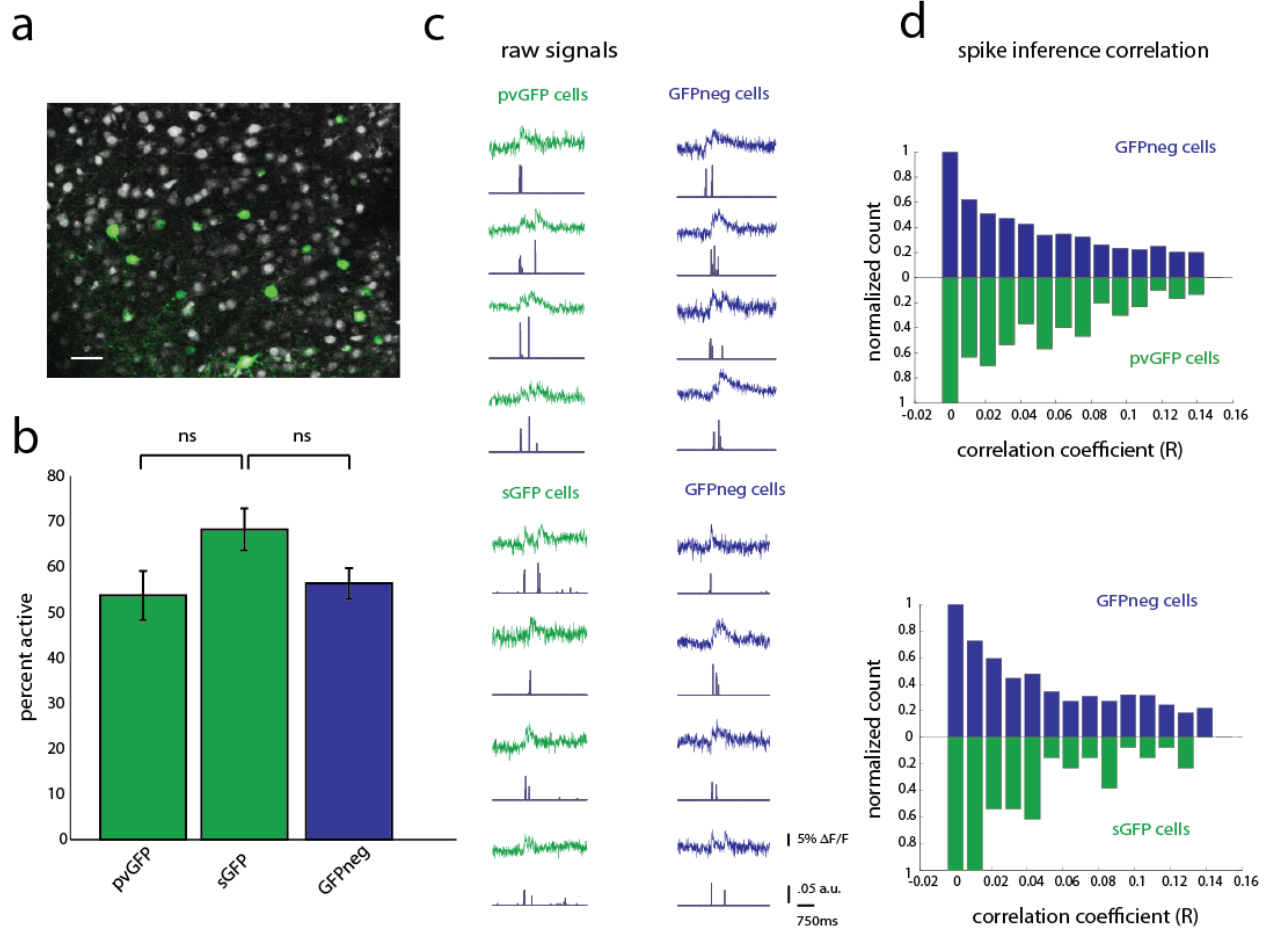 a
b
80
70
60
50
40
30
20
10
0
percent active
ns
ns
pvGFP
sGFP
GFPneg
c
raw signals
pvGFP cells
GFPneg cells
sGFP cells
GFPneg cells
5% ΔF/F
.05 a.u.
750ms
d
spike inference correlation
GFPneg cells
1
0.8
0.6
0.4
0.2
0
0.2
0.4
0.6
0.8
1
normalized count
pvGFP cells
-0.02 0 0.02 0.04 0.06 0.08 0.1 0.12 0.14 0.16
correlation coefficient (R)
GFPneg cells
1
0.8
0.6
0.4
0.2
0
0.2
0.4
0.6
0.8
1
normalized count
sGFP cells
-0.02 0 0.02 0.04 0.06 0.08 0.1 0.12 0.14 0.16
correlation coefficient (R)